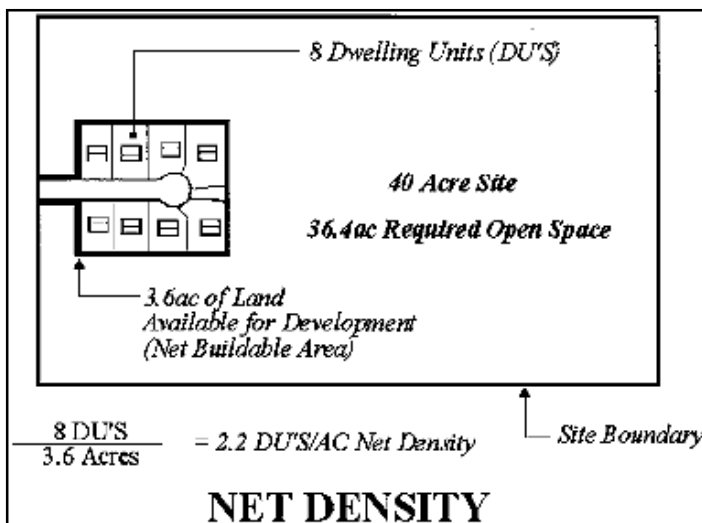 8 Dwelling Units (DU'S)
40 Acre Site
36.4ac Required Open Space
3.6ac of Land
Available for Development
(Net Buildable Area)
8 DU'S
3.6 Acres
= 2.2 DU'S/AC Net Density
Site Boundary
NET DENSITY